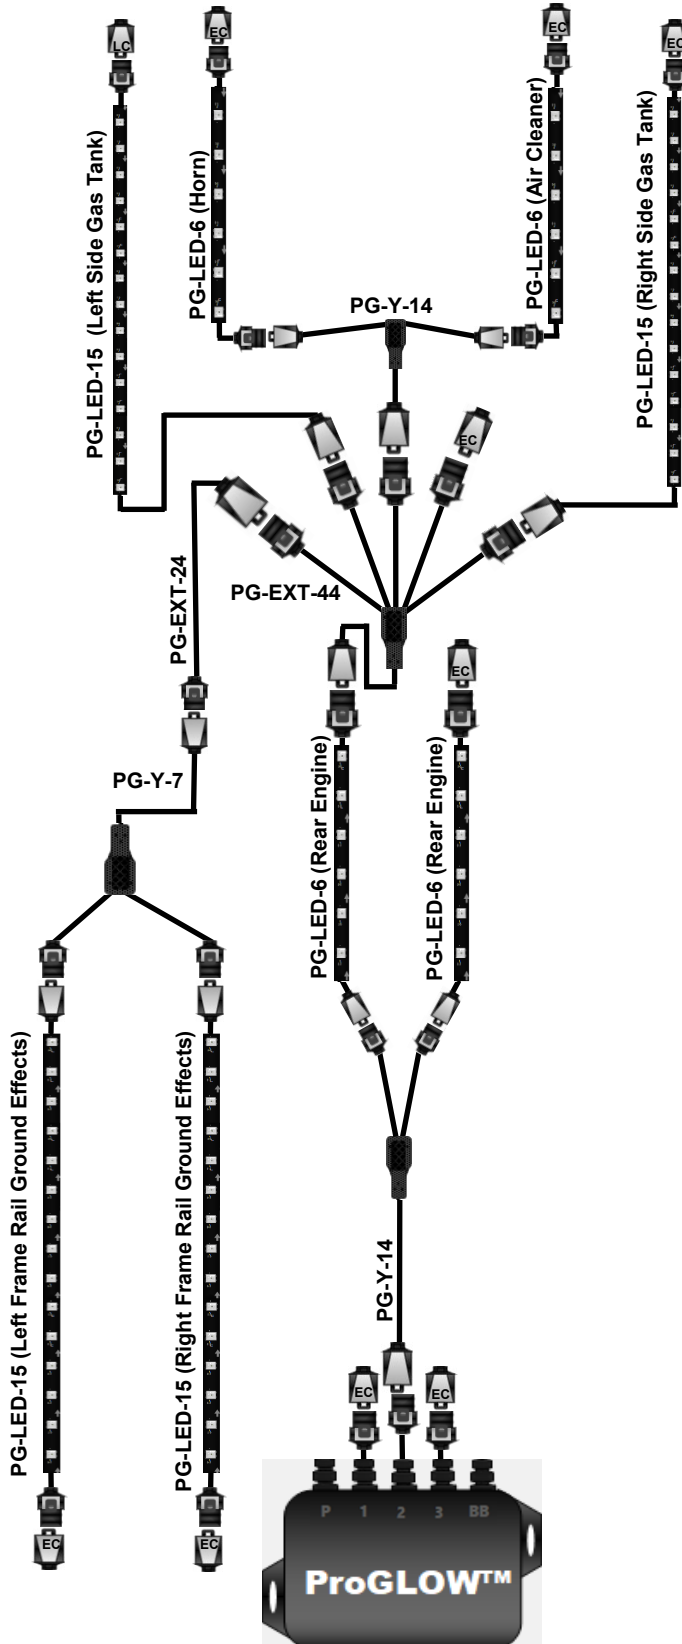 LC
EC
EC
EC
PG-LED-15 (Left Side Gas Tank)
PG-LED-6 (Horn)
PG-LED-6 (Air Cleaner)
PG-LED-15 (Right Side Gas Tank)
PG-Y-14
EC
PG-EXT-24
PG-EXT-44
EC
PG-Y-7
PG-LED-6 (Rear Engine)
PG-LED-6 (Rear Engine)
PG-LED-15 (Left Frame Rail Ground Effects)
PG-LED-15 (Right Frame Rail Ground Effects)
PG-Y-14
EC
EC
EC
EC
P 1 2 3 BB
ProGLOW™